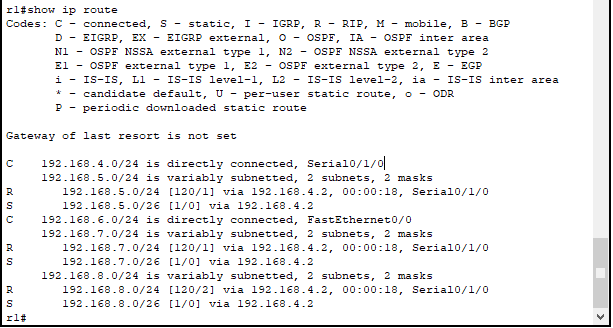 r1#show ip route
Codes: C - connected, S - static, I - IGRP, R - RIP, M - mobile, B - BGP
D - EIGRP, EX - EIGRP external, O - OSPF, IA - OSPF inter area
N1 - OSPF NSSA external type 1, N2 - OSPF NSSA external type 2
E1 - OSPF external type 1, E2 - OSPF external type 2, E - EGP
i - IS-IS, L1 - IS-IS level-1, L2 - IS-IS level-2, ia - IS-IS inter area
* - candidate default, U - per-user static route, o - ODR
P - periodic downloaded static route
Gateway of last resort is not set
C 192.168.4.0/24 is directly connected, Serial0/1/0
192.168.5.0/24 is variably subnetted, 2 subnets, 2 masks
R 192.168.5.0/24 [120/1] via 192.168.4.2, 00:00:18, Serial0/1/0
S 192.168.5.0/26 [1/0] via 192.168.4.2
C 192.168.6.0/24 is directly connected, FastEthernet0/0
192.168.7.0/24 is variably subnetted, 2 subnets, 2 masks
R 192.168.7.0/24 [120/1] via 192.168.4.2, 00:00:18, Serial0/1/0
S 192.168.7.0/26 [1/0] via 192.168.4.2
192.168.8.0/24 is variably subnetted, 2 subnets, 2 masks
R 192.168.8.0/24 [120/2] via 192.168.4.2, 00:00:18, Serial0/1/0
S 192.168.8.0/26 [1/0] via 192.168.4.2
r1#